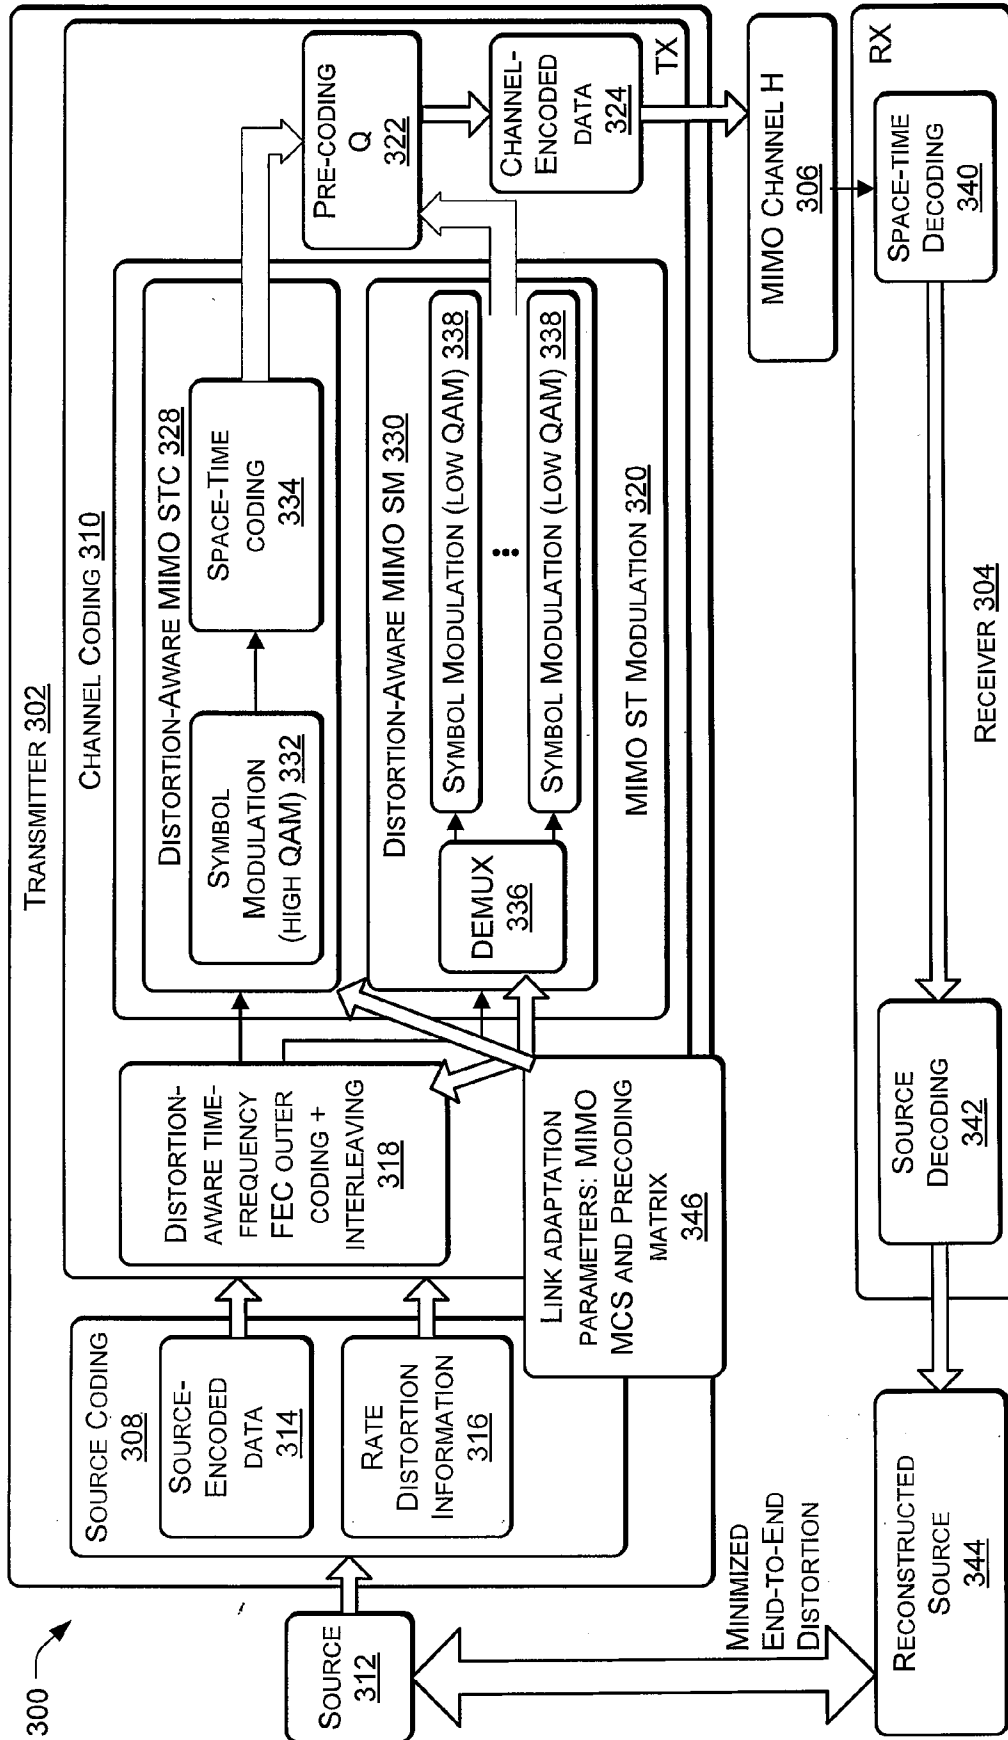 300
TRANSMITTER 302
SOURCE CODING
308
SOURCE-
ENCODED
DATA
314
RATE
DISTORTION
INFORMATION
316
SOURCE
312
CHANNEL CODING 310
DISTORTION-
AWARE TIME-
FREQUENCY
FEC OUTER
CODING +
INTERLEAVING
318
DISTORTION-AWARE MIMO STC 328
SYMBOL
MODULATION
(HIGH QAM) 332
SPACE-TIME
CODING
334
DISTORTION-AWARE MIMO SM 330
DEMUX
336
SYMBOL MODULATION (LOW QAM) 338
SYMBOL MODULATION (LOW QAM) 338
MIMO ST MODULATION 320
PRE-CODING
Q
322
CHANNEL-
ENCODED
DATA
324
TX
LINK ADAPTATION
PARAMETERS: MIMO
MCS AND PRECODING
MATRIX
346
MIMO CHANNEL H
306
RX
SPACE-TIME
DECODING
340
SOURCE
DECODING
342
RECEIVER 304
MINIMIZED
END-TO-END
DISTORTION
RECONSTRUCTED
SOURCE
344